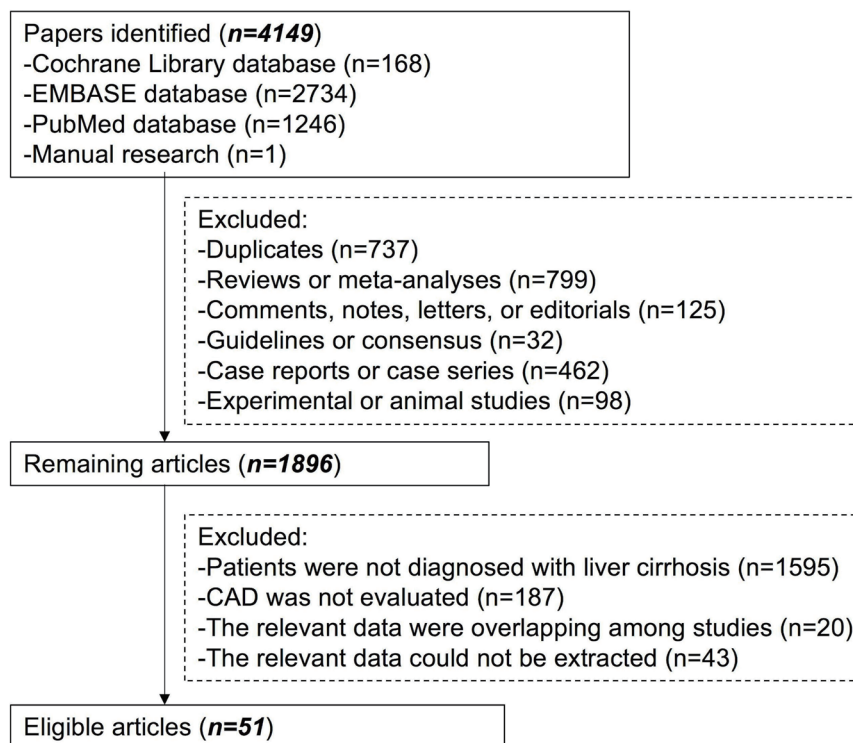 Papers identified (n=4149)
-Cochrane Library database (n=168)
-EMBASE database (n=2734)
-PubMed database (n=1246)
-Manual research (n=1)
Excluded:
-Duplicates (n=737)
-Reviews or meta-analyses (n=799)
-Comments, notes, letters, or editorials (n=125)
-Guidelines or consensus (n=32)
-Case reports or case series (n=462)
-Experimental or animal studies (n=98)
Remaining articles (n=1896)
Excluded:
-Patients were not diagnosed with liver cirrhosis (n=1595)
-CAD was not evaluated (n=187)
-The relevant data were overlapping among studies (n=20)
-The relevant data could not be extracted (n=43)
Eligible articles (n=51)